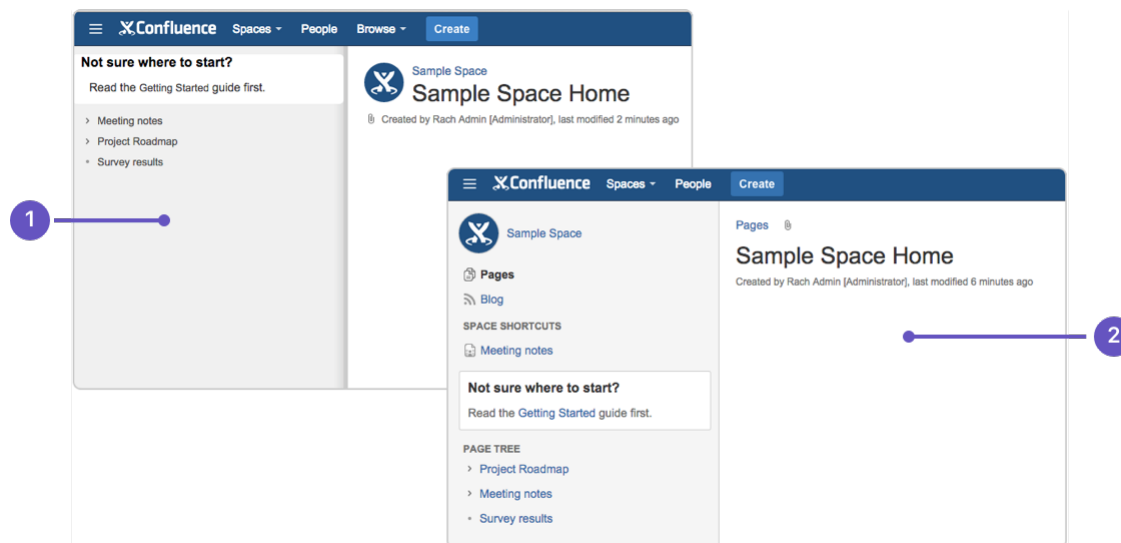 Confluence Spaces People Browse Create
Not sure where to start?
Read the Getting Started guide first.
Meeting notes
Project Roadmap
Survey results
Sample Space
Sample Space Home
Created by Rach Admin [Administrator], last modified 2 minutes ago
1
Confluence Spaces People Create
Sample Space
Pages
Blog
SPACE SHORTCUTS
Meeting notes
Not sure where to start?
Read the Getting Started guide first.
PAGE TREE
Project Roadmap
Meeting notes
Survey results
Pages
Sample Space Home
Created by Rach Admin [Administrator], last modified 6 minutes ago
2